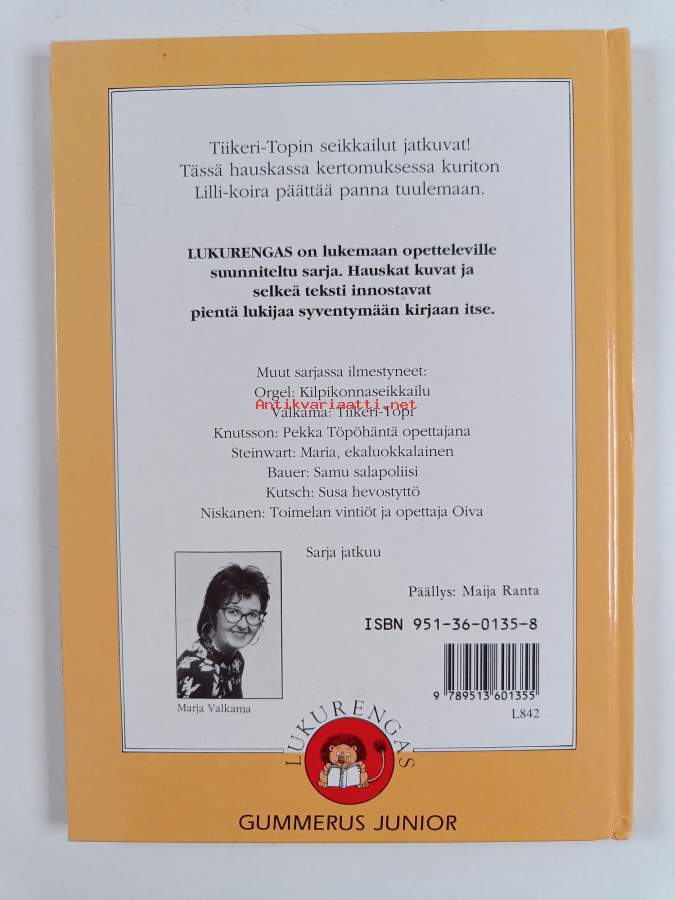 Tiikeri-Topin seikkailut jatkuvat!
Tässä hauskassa kertomuksessa kuriton
Lilli-koira päättää panna tuulemaan.
LUKURENGAS on lukemaan opetteleville
suunniteltu sarja. Hauskat kuvat ja
selkeä teksti innostavat
pientä lukijaa syventymään kirjaan itse.
Muut sarjassa ilmestyneet:
Orgel: Kilpikonnaseikkailu
Antikvariaatti.net
Valkama: Tiikeri-Topi
Knutsson: Pekka Töpöhäntä opettajana
Steinwart: Maria, ekaluokkalainen
Bauer: Samu salapoliisi
Kutsch: Susa hevostyttö
Niskanen: Toimelan vintiöt ja opettaja Oiva
Sarja jatkuu
Päällys: Maija Ranta
ISBN 951-36-0135-8
9 789513 601355
L842
Marja Valkama
LUKURENGAS
GUMMERUS JUNIOR